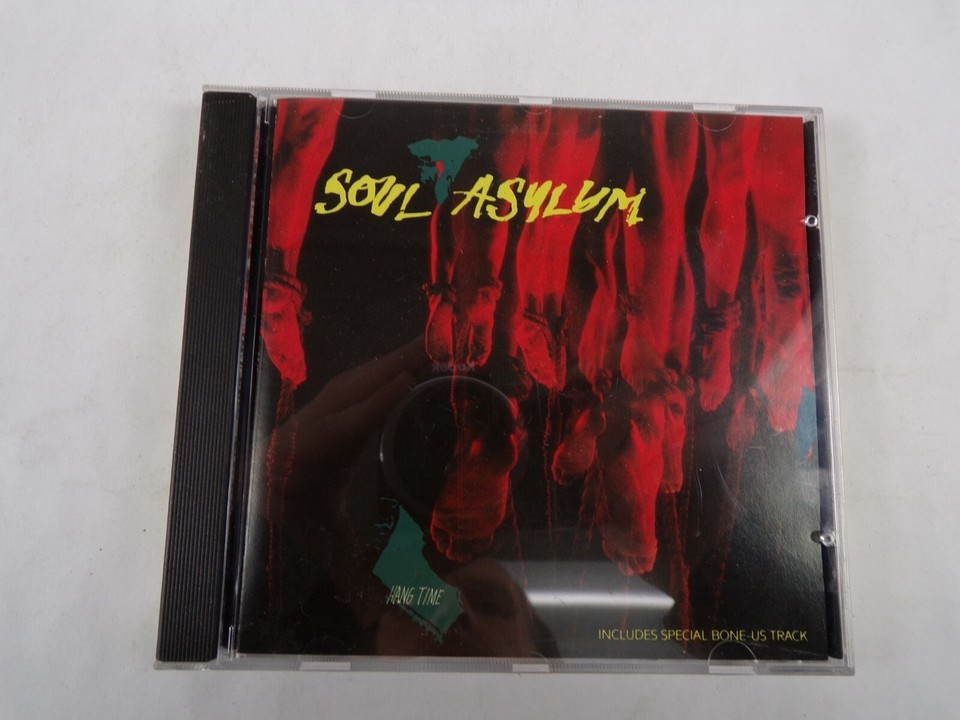 SOUL ASYLUM
HANG TIME
INCLUDES SPECIAL BONE-US TRACK